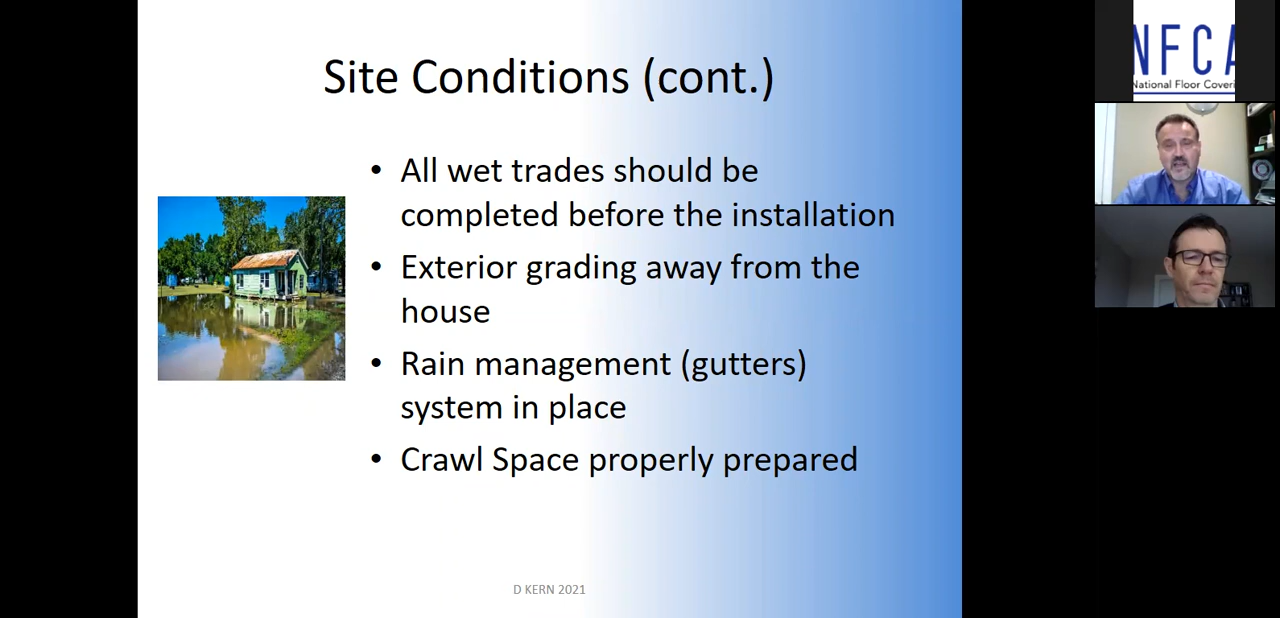 Site Conditions (cont.)
• All wet trades should be
completed before the installation
• Exterior grading away from the
house
• Rain management (gutters)
system in place
• Crawl Space properly prepared
D KERN 2021
NFCA
National Floor Coveri